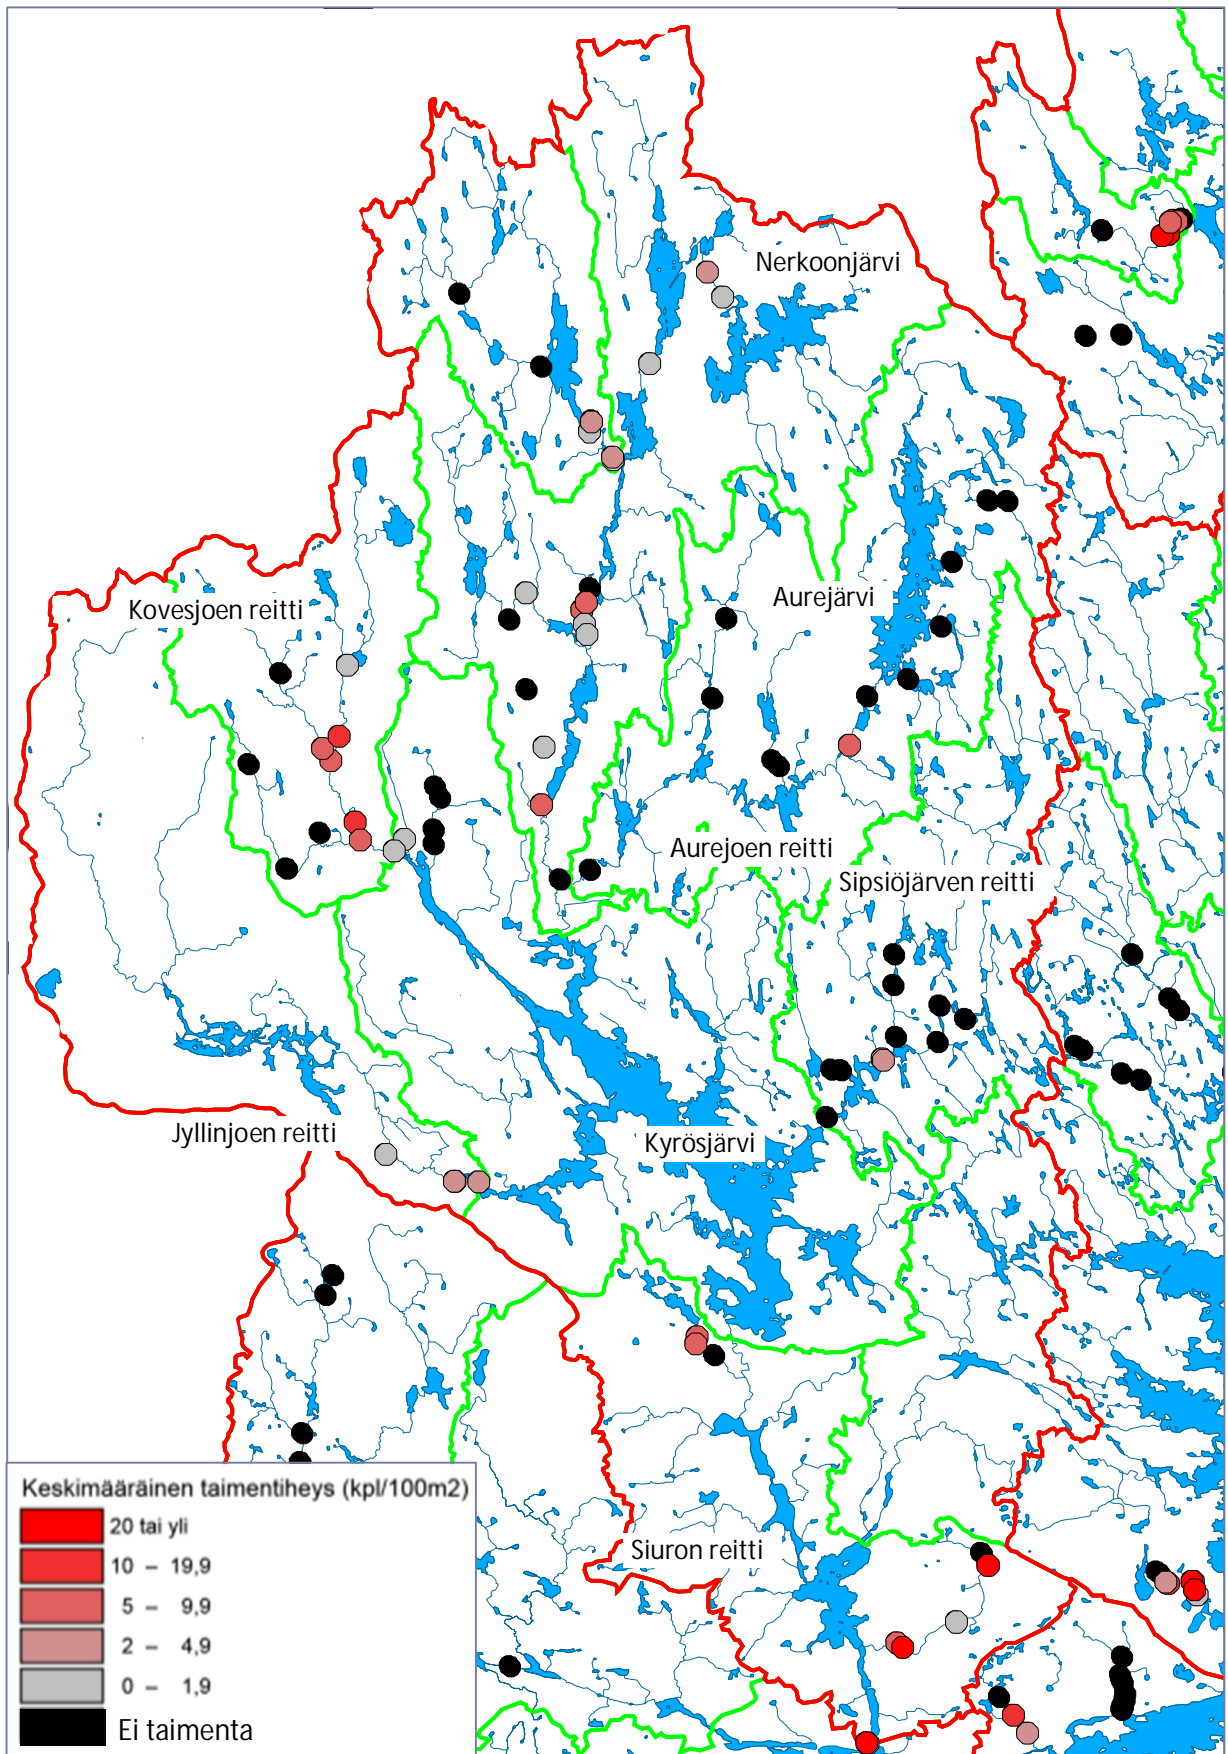 Nerkoonjärvi
Aurejärvi
Kovesjoen reitti
Aurejoen reitti
Sipsiöjärven reitti
Jyllinjoen reitti
Kyrösjärvi
Siuron reitti
Keskimääräinen taimentiheys (kpl/100m2)
20 tai yli
10 – 19,9
5 – 9,9
2 – 4,9
0 – 1,9
Ei taimenta